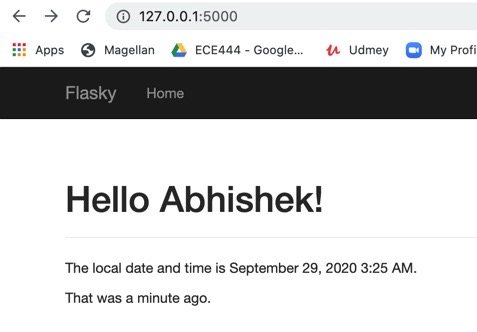 127.0.0.1:5000
Apps Magellan ECE444 - Google... Udmey My Profi
Flasky Home
Hello Abhishek!
The local date and time is September 29, 2020 3:25 AM.
That was a minute ago.